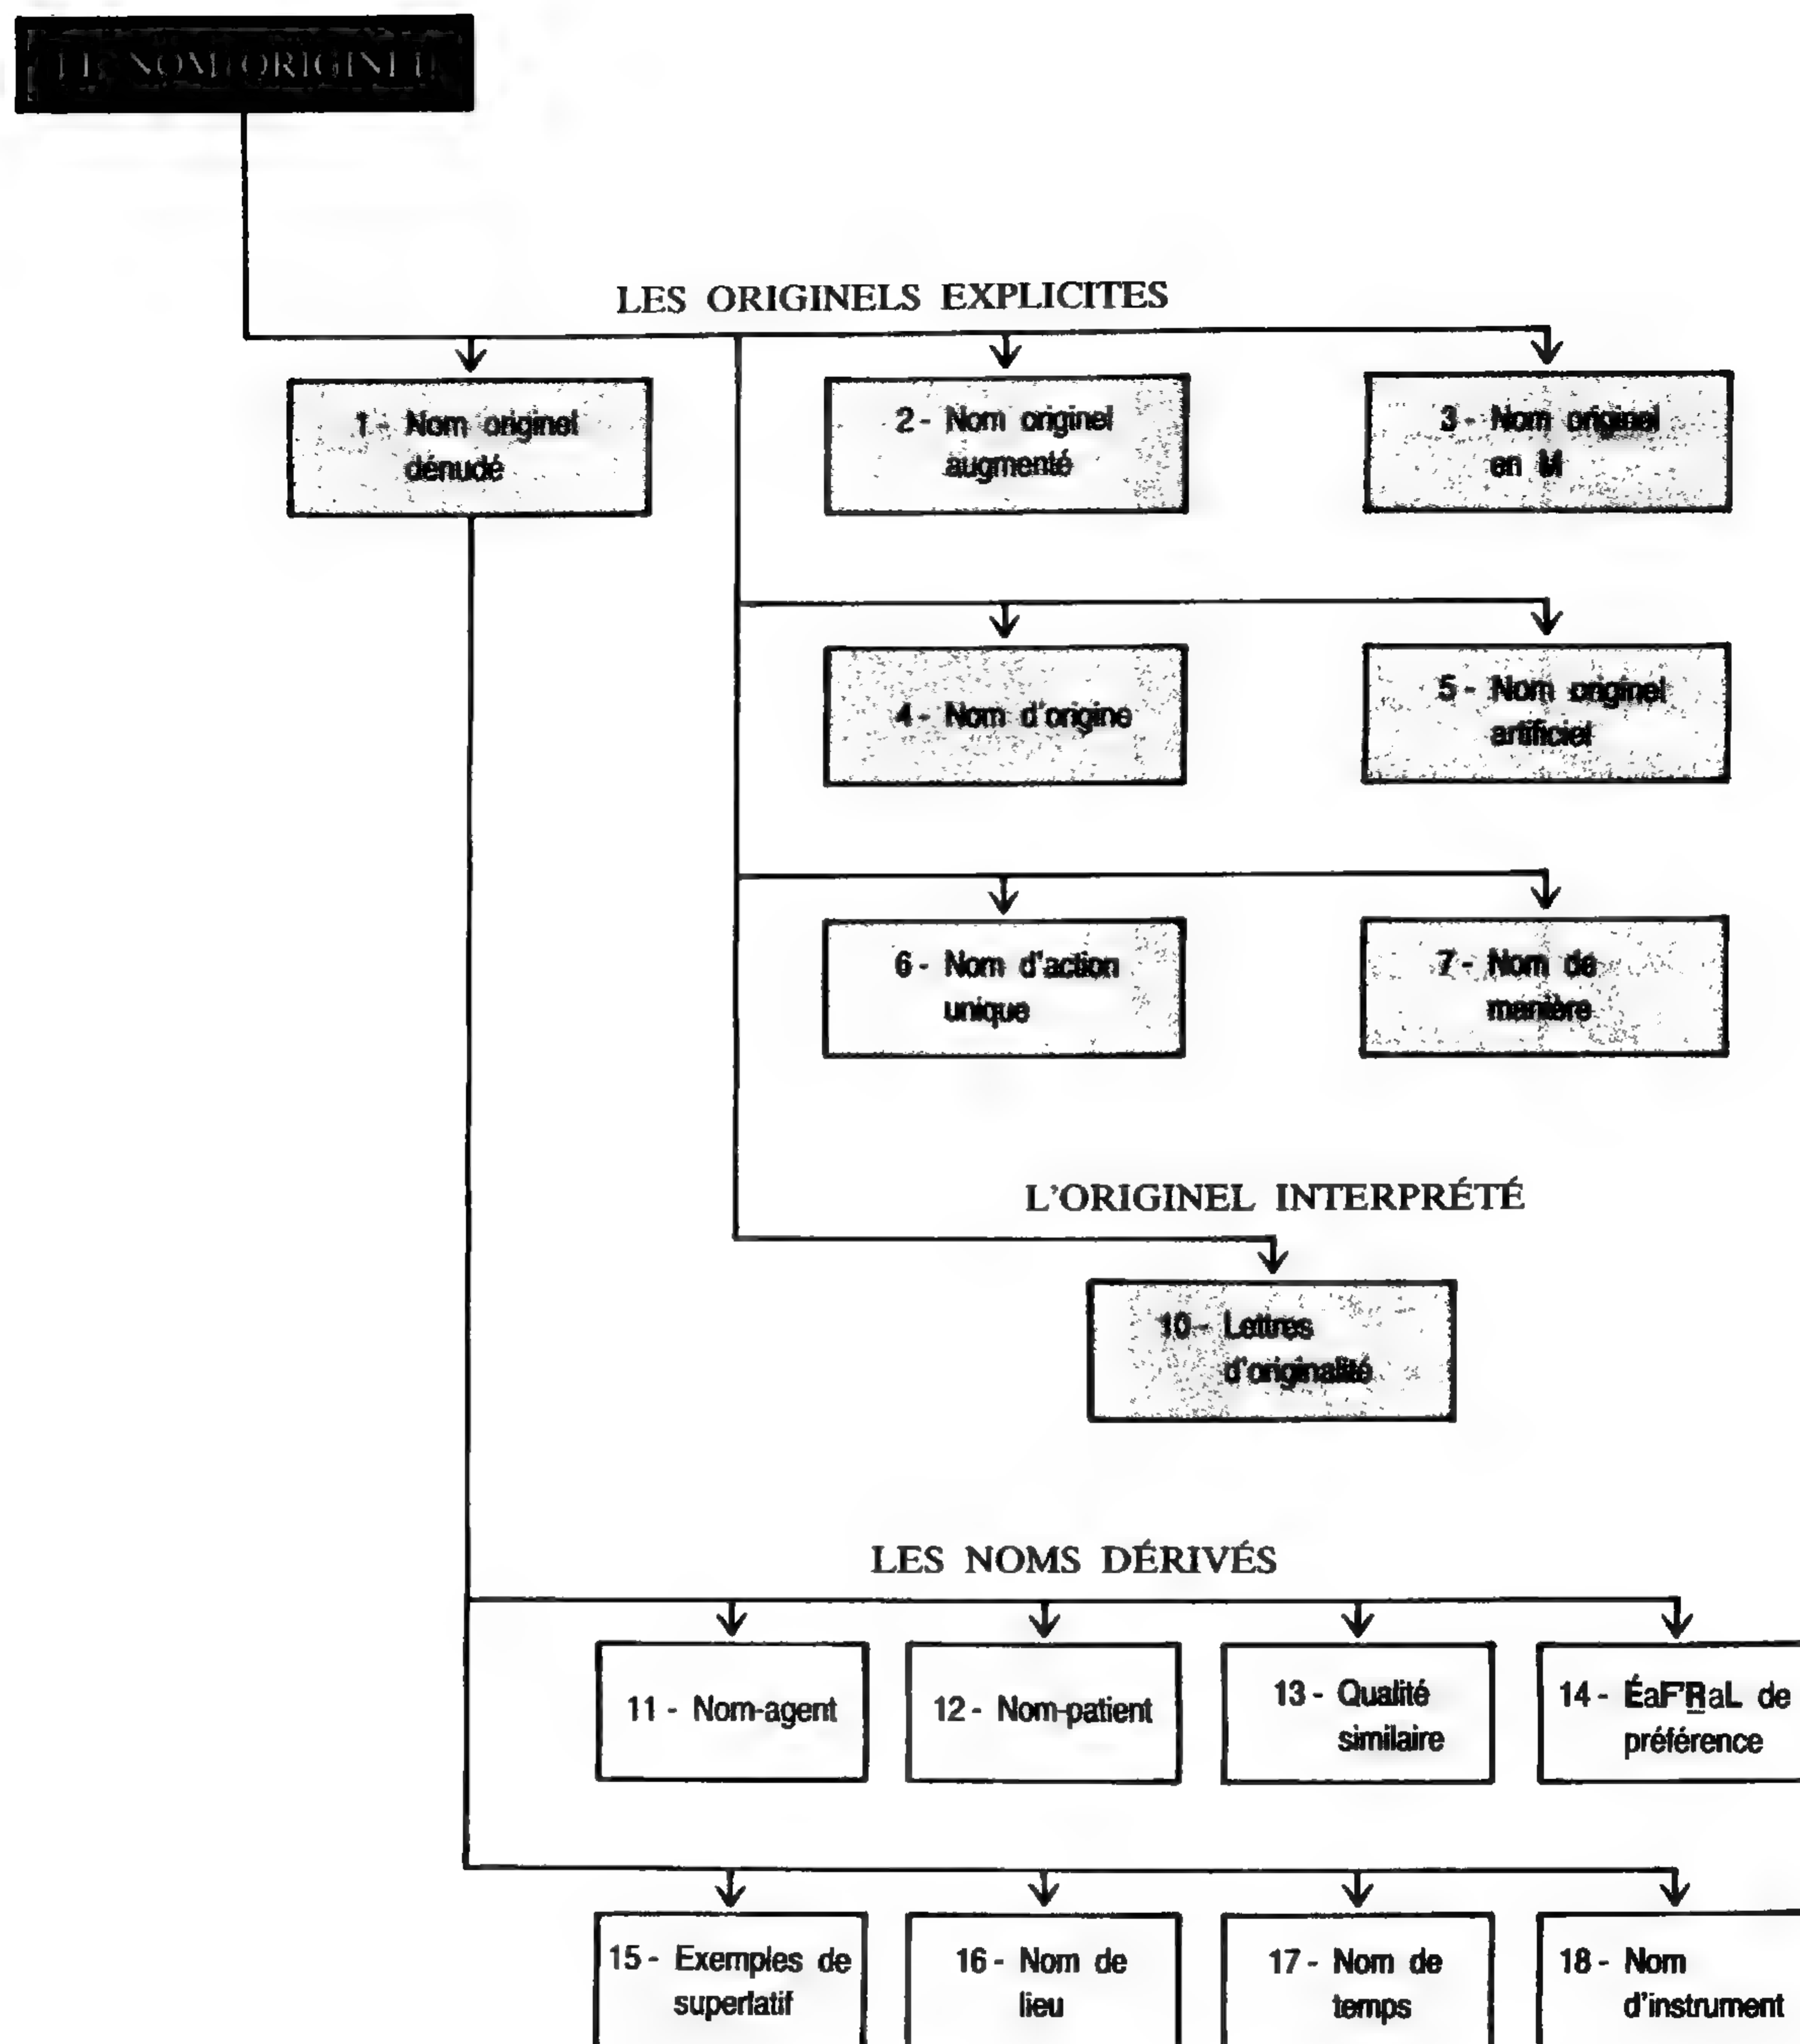 LE NOM ORIGINEL
LES ORIGINELS EXPLICITES
1 - Nom originel
dénudé
2 - Nom originel
augmenté
3 - Nom originel
en M
4 - Nom d'origine
5 - Nom originel
artificiel
6 - Nom d'action
unique
7 - Nom de
manière
L'ORIGINEL INTERPRÉTÉ
10 - Lettres
d'originalité
LES NOMS DÉRIVÉS
11 - Nom-agent
12 - Nom-patient
13 - Qualité
similaire
14 - ÉaF'RaL de
préférence
15 - Exemples de
superlatif
16 - Nom de
lieu
17 - Nom de
temps
18 - Nom
d'instrument